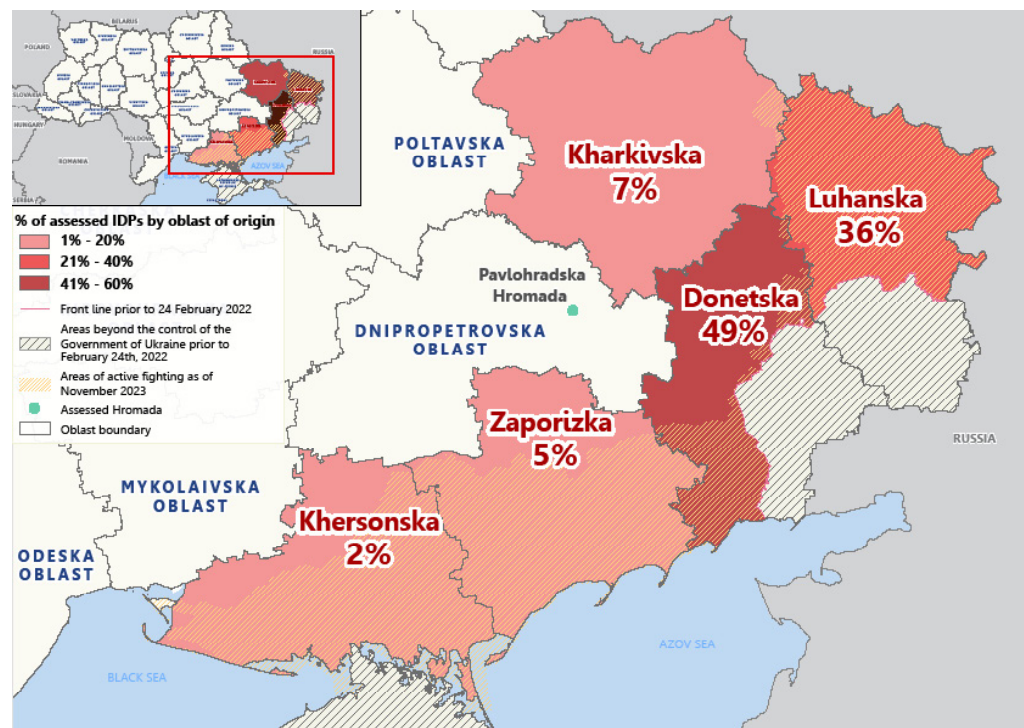 BELARUS
POLAND
RUSSIA
SLOVAKIA
HUNGARY
MOLDOVA
ROMANIA
SERBIA
AZOV SEA
BLACK SEA
% of assessed IDPs by oblast of origin
1% - 20%
21% - 40%
41% - 60%
Front line prior to 24 February 2022
Areas beyond the control of the
Government of Ukraine prior to
February 24th, 2022
Areas of active fighting as of
November 2023
Assessed Hromada
Oblast boundary
POLTAVSKA
OBLAST
Kharkivska
7%
Luhanska
36%
Pavlohradska
Hromada
Donetska
49%
DNIPROPETROVSKA
OBLAST
Zaporizka
5%
RUSSIA
MYKOLAIVSKA
OBLAST
Khersonska
2%
ODESKA
OBLAST
AZOV SEA
BLACK SEA